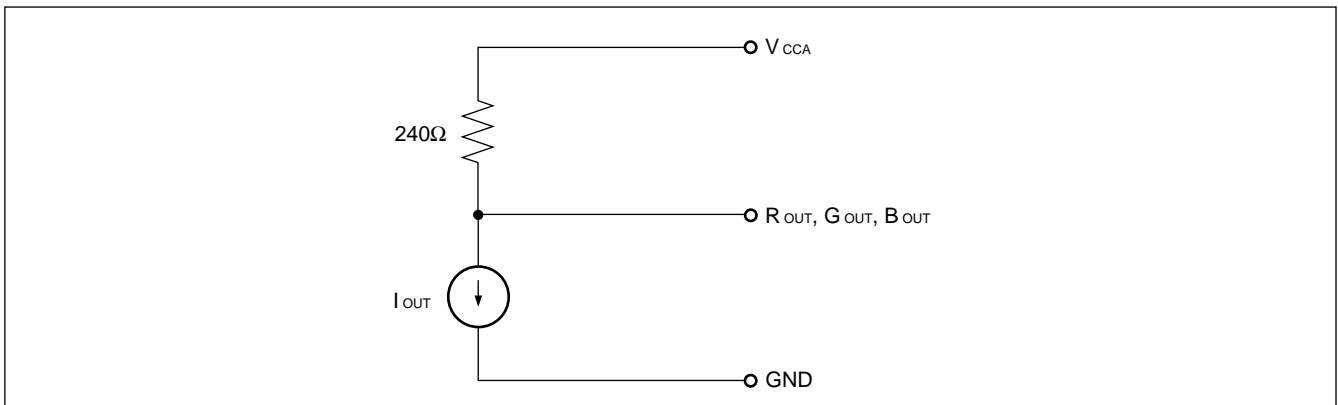 V CCA
240Ω
R OUT, G OUT, B OUT
I OUT
GND